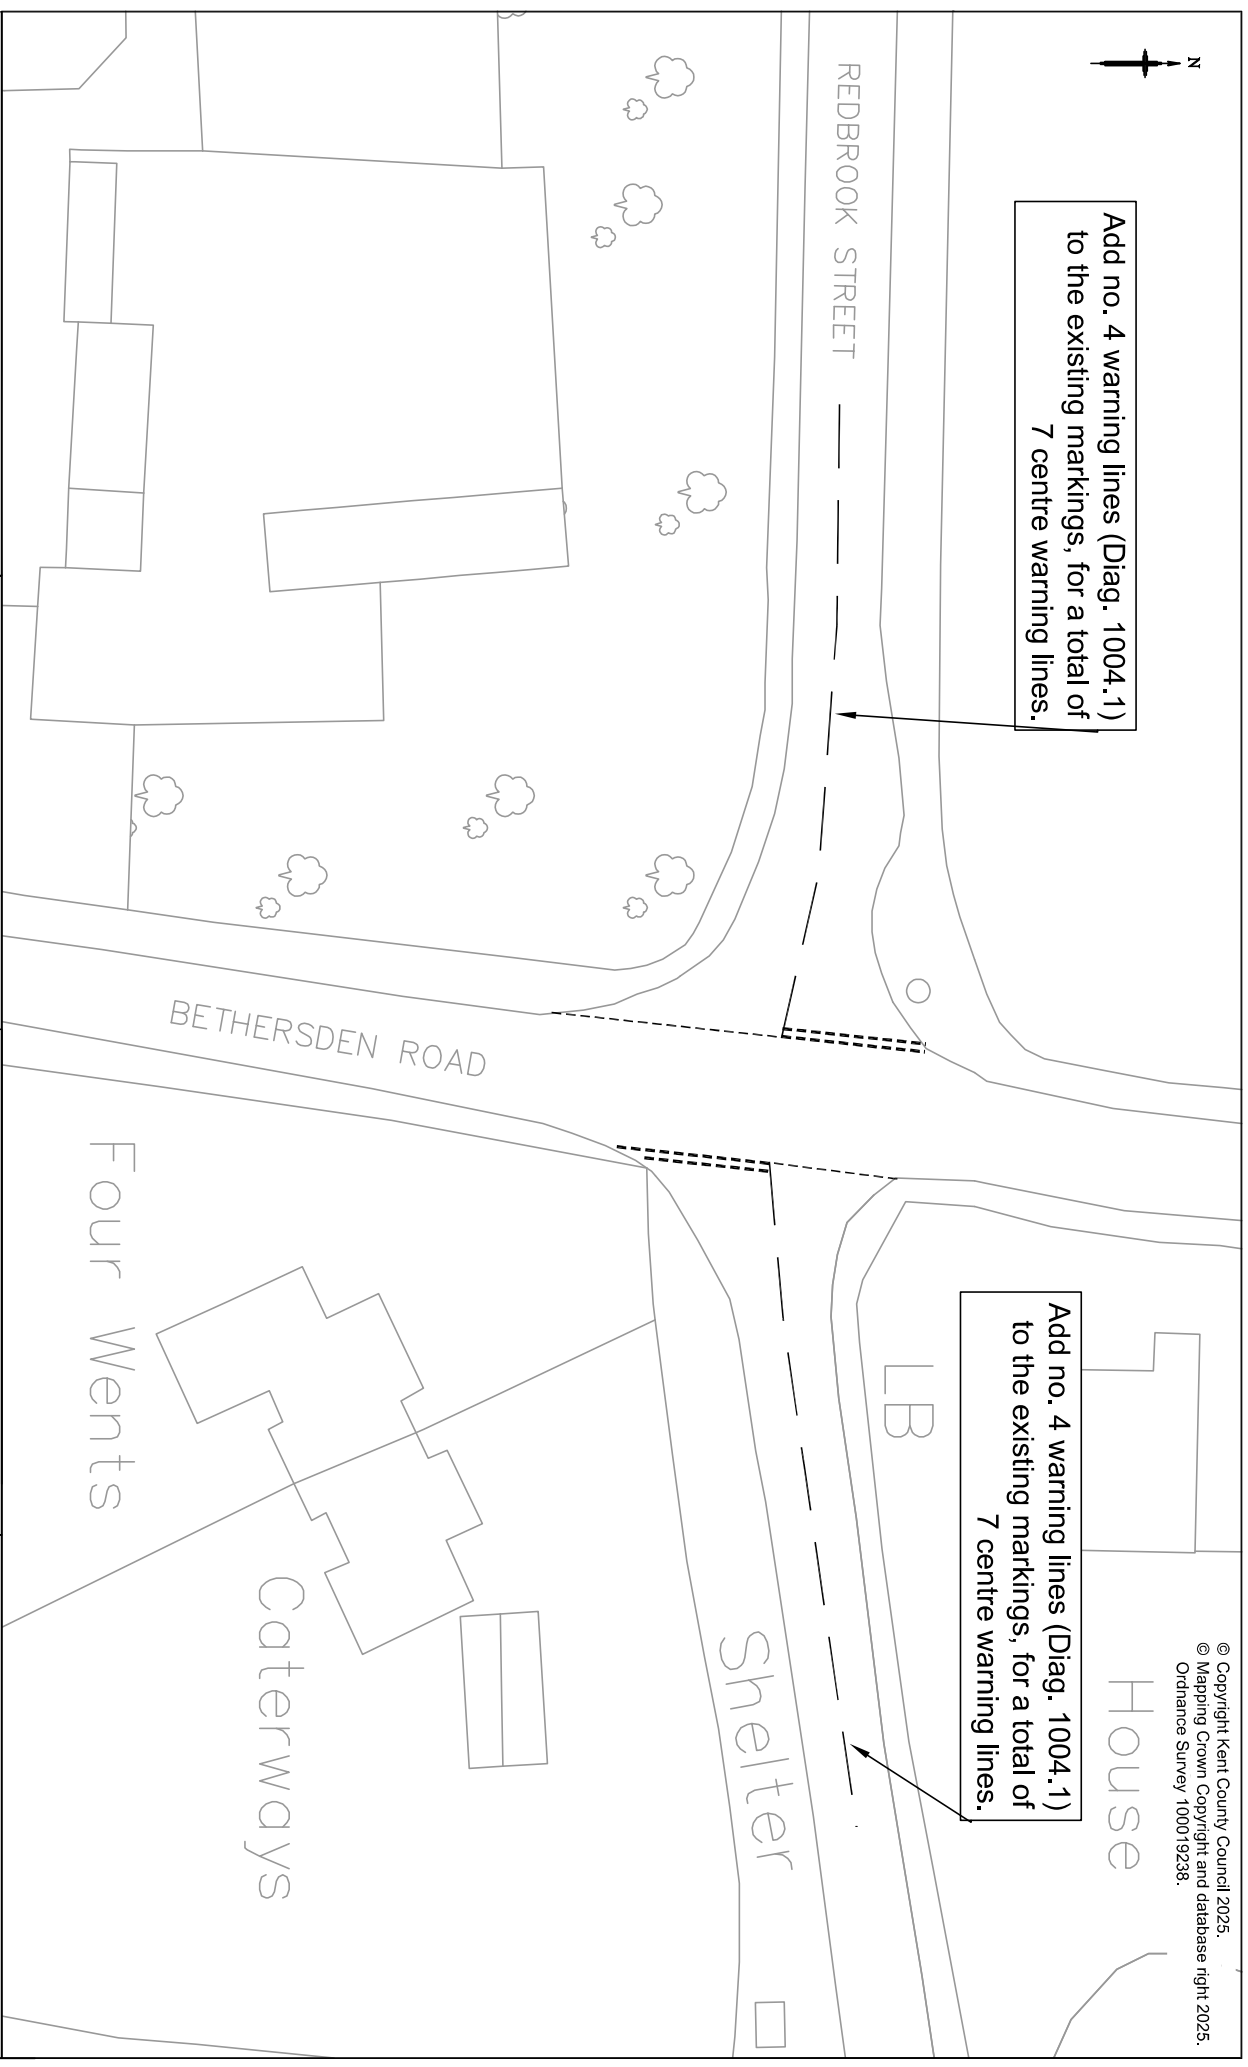 N
REDBROOK STREET
Add no. 4 warning lines (Diag. 1004.1)
to the existing markings, for a total of
7 centre warning lines.
BETHERSDEN ROAD
Four Wents
LB
Add no. 4 warning lines (Diag. 1004.1)
to the existing markings, for a total of
7 centre warning lines.
Caterways
Shelter
House
© Copyright Kent County Council 2025.
© Mapping Crown Copyright and database right 2025.
Ordnance Survey 100019238.